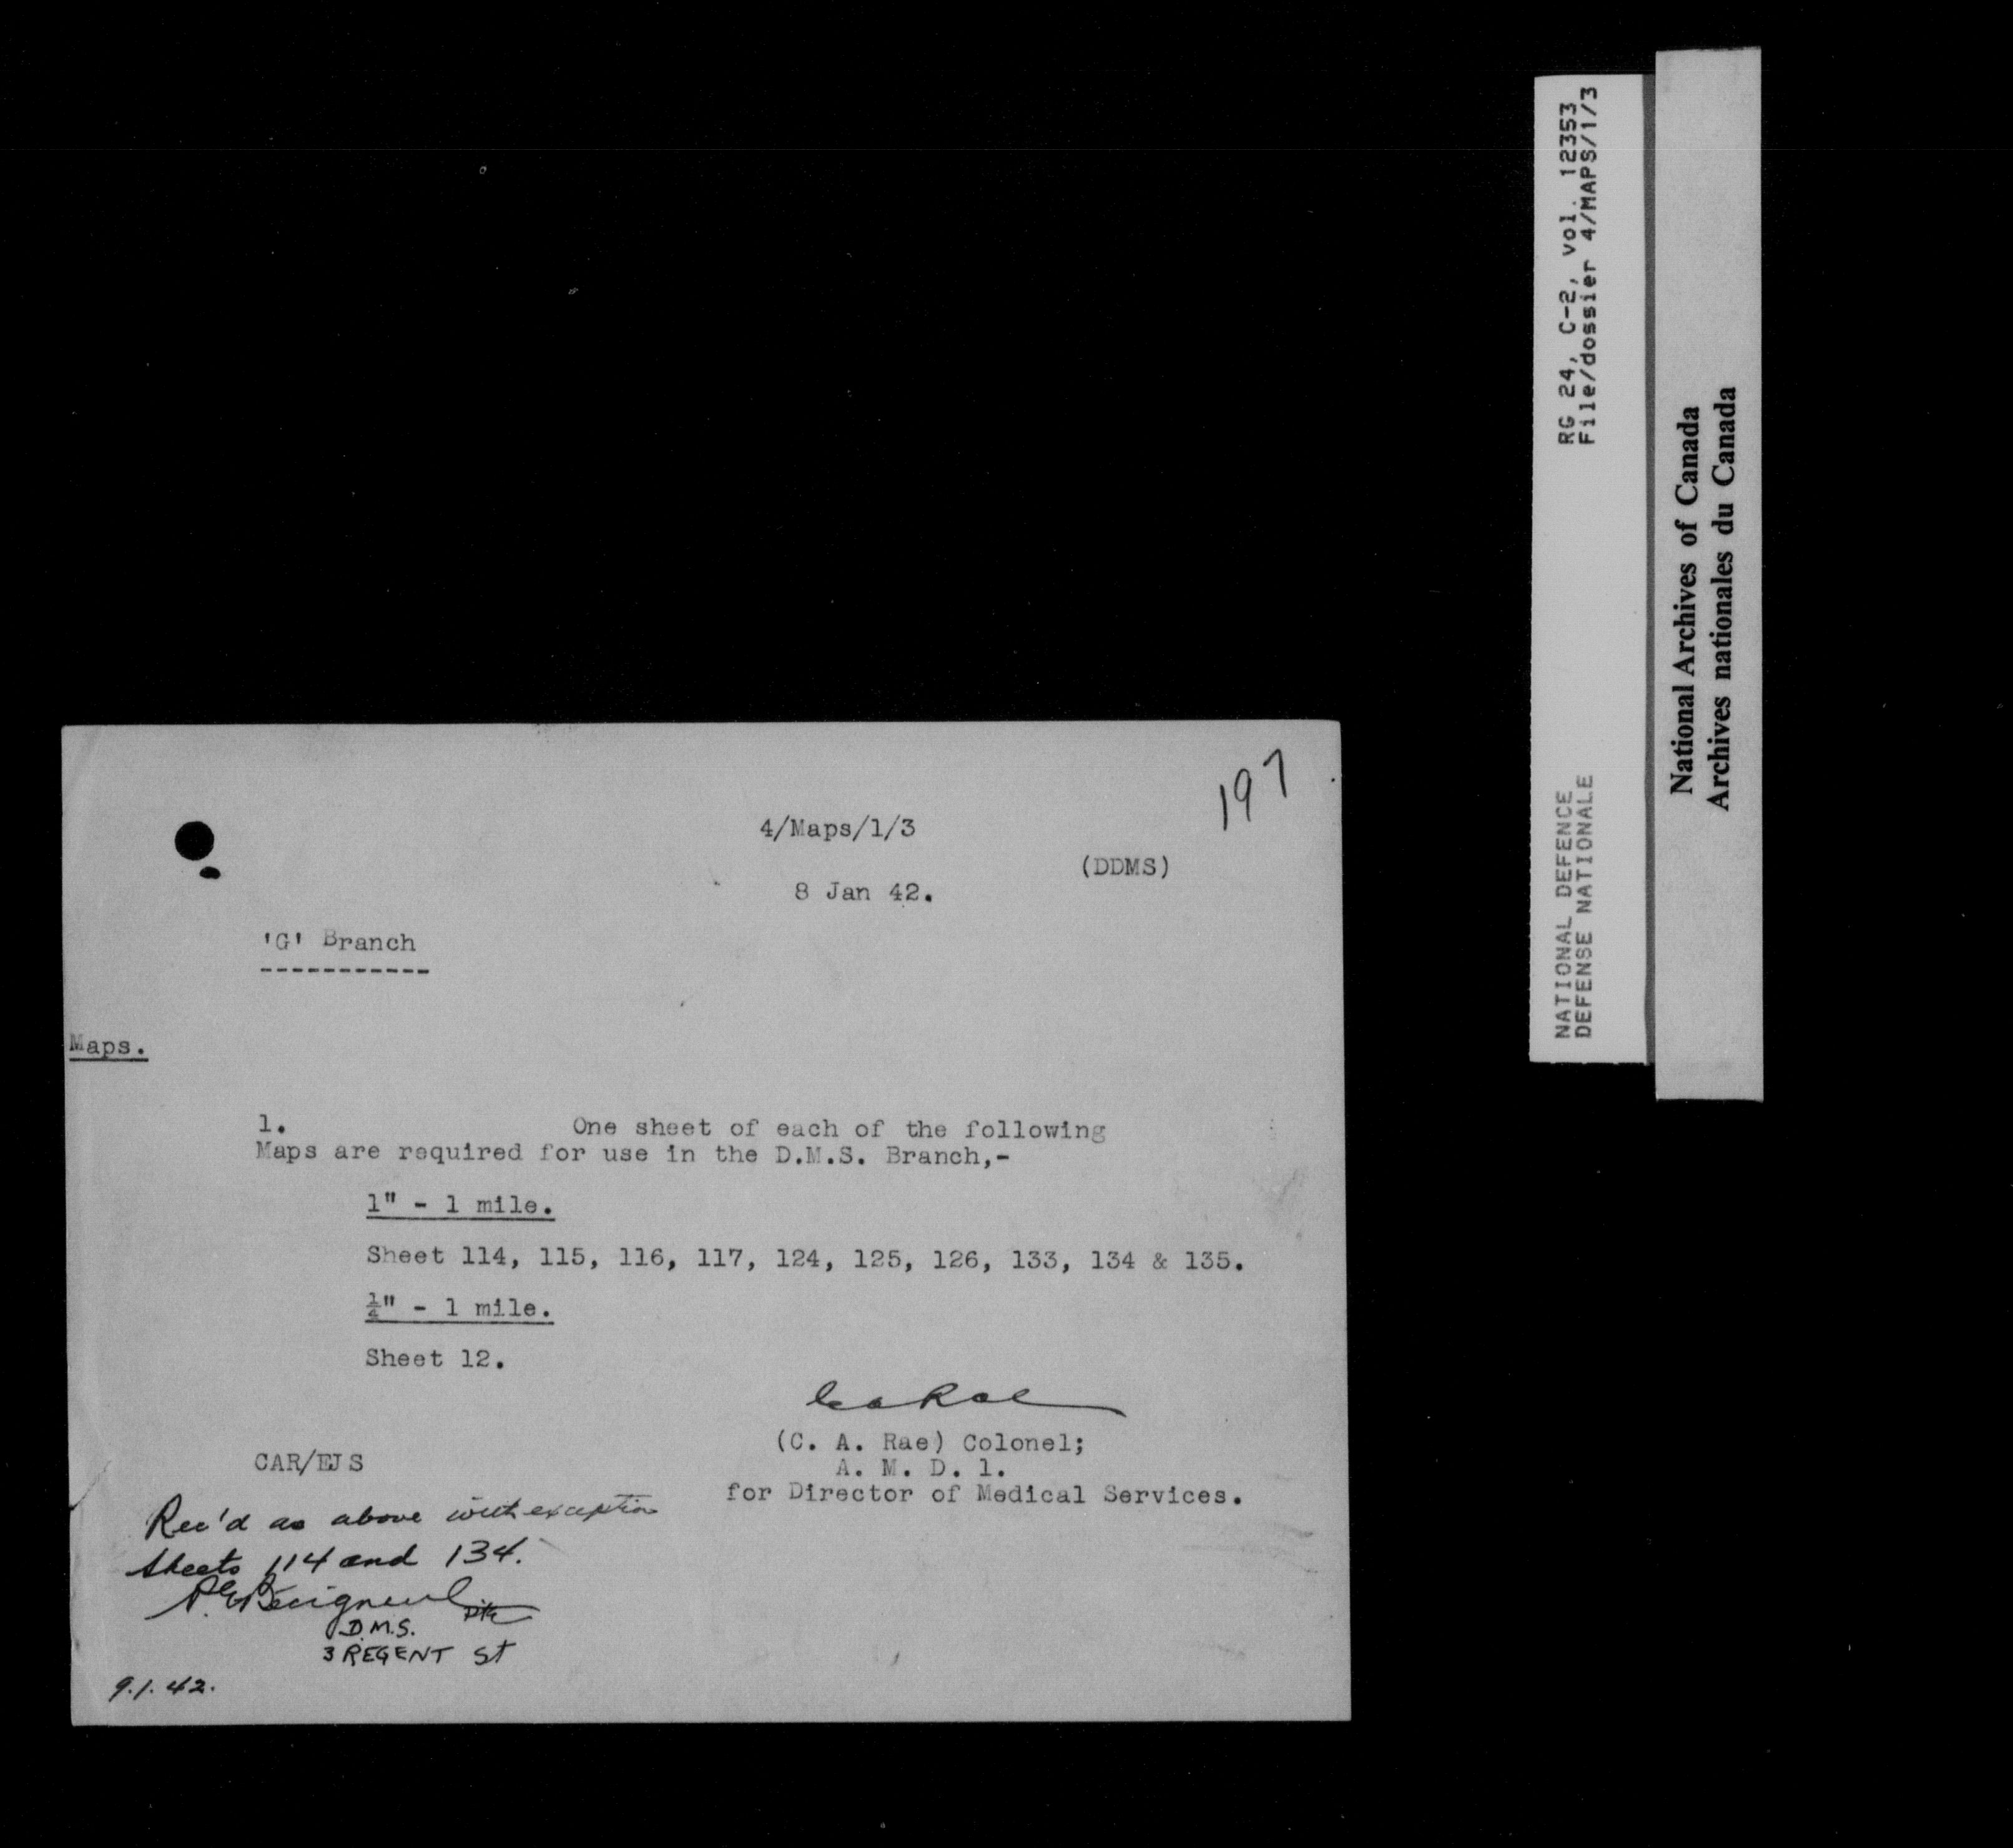 197
4/Maps/1/3
(DDMS)
8 Jan 42.
'G' Branch
Maps.
1. One sheet of each of the following
Maps are required for use in the D.M.S. Branch,-
1" - 1 mile.
Sheet 114, 115, 116, 117, 124, 125, 126, 133, 134 & 135.
¼" - 1 mile.
Sheet 12.
CARae
(C. A. Rae) Colonel;
A. M. D. 1.
for Director of Medical Services.
CAR/EJS
Rec'd as above with exception
sheets 114 and 134.
D.M.S.
3 REGENT St
9.1.42.
RG 24, C-2, vol. 12353
File/dossier 4/MAPS/1/3
NATIONAL DEFENCE
DEFENSE NATIONALE
National Archives of Canada
Archives nationales du Canada